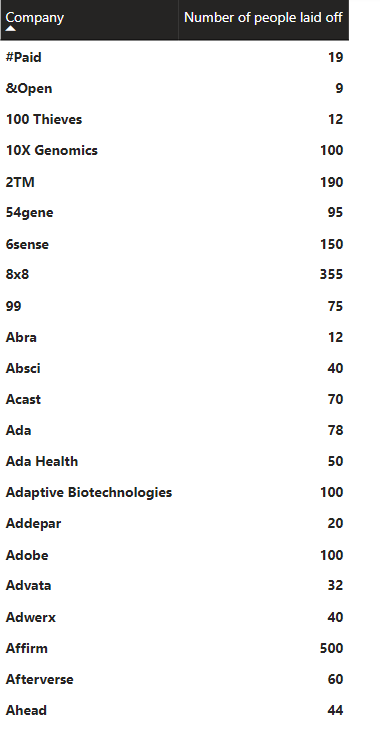 Company Number of people laid off
#Paid 19
&Open 9
100 Thieves 12
10X Genomics 100
2TM 190
54gene 95
6sense 150
8x8 355
99 75
Abra 12
Absci 40
Acast 70
Ada 78
Ada Health 50
Adaptive Biotechnologies 100
Addepar 20
Adobe 100
Advata 32
Adwerx 40
Affirm 500
Afterverse 60
Ahead 44